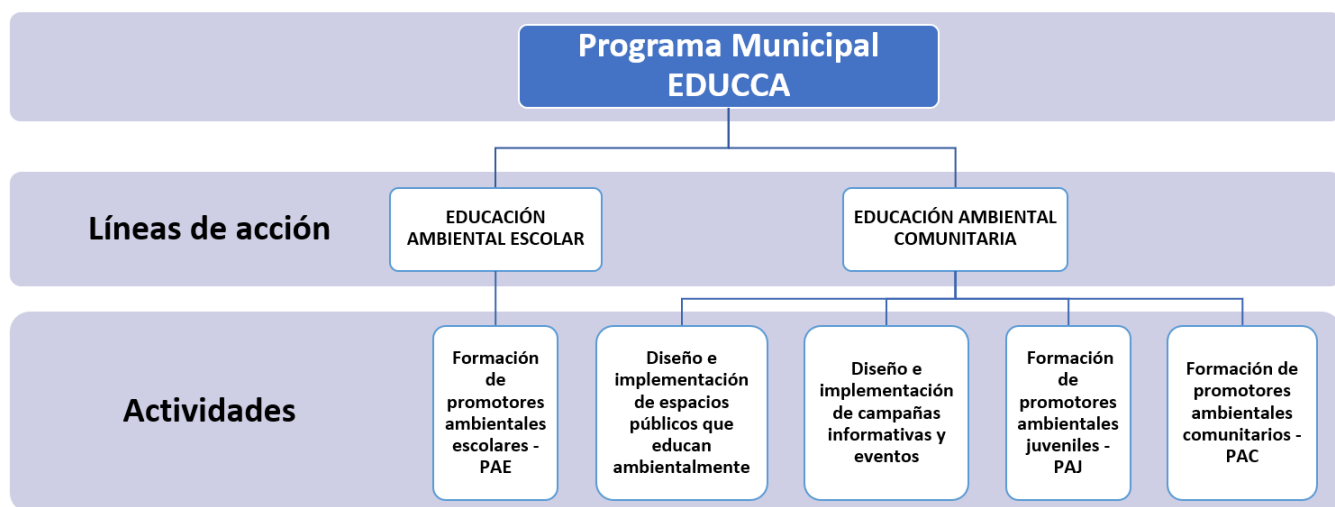 Programa Municipal
EDUCCA
Líneas de acción
EDUCACIÓN
AMBIENTAL ESCOLAR
EDUCACIÓN AMBIENTAL
COMUNITARIA
Actividades
Formación
de
promotores
ambientales
escolares -
PAE
Diseño e
implementación
de espacios
públicos que
educan
ambientalmente
Diseño e
implementación
de campañas
informativas y
eventos
Formación
de
promotores
ambientales
juveniles -
PAJ
Formación de
promotores
ambientales
comunitarios -
PAC